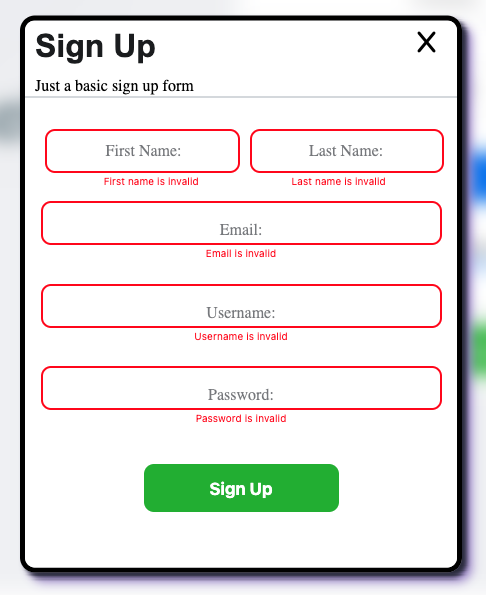 Sign Up
X
Just a basic sign up form
First Name:
Last Name:
First name is invalid
Last name is invalid
Email:
Email is invalid
Username:
Username is invalid
Password:
Password is invalid
Sign Up